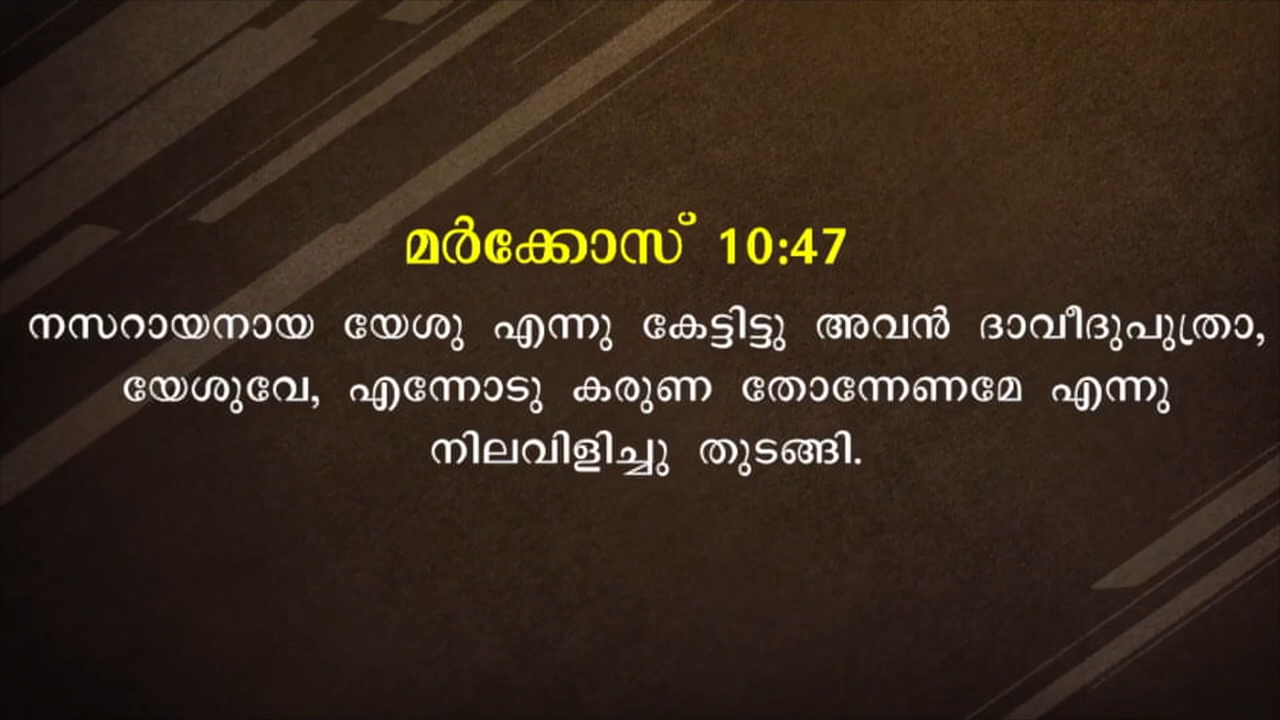 മർക്കോസ് 10:47
നസറായനായ യേശു എന്നു കേട്ടിട്ടു അവൻ ദാവീദുപുത്രാ,
യേശുവേ, എന്നോടു കരുണ തോന്നേണമേ എന്നു
നിലവിളിച്ചു തുടങ്ങി.